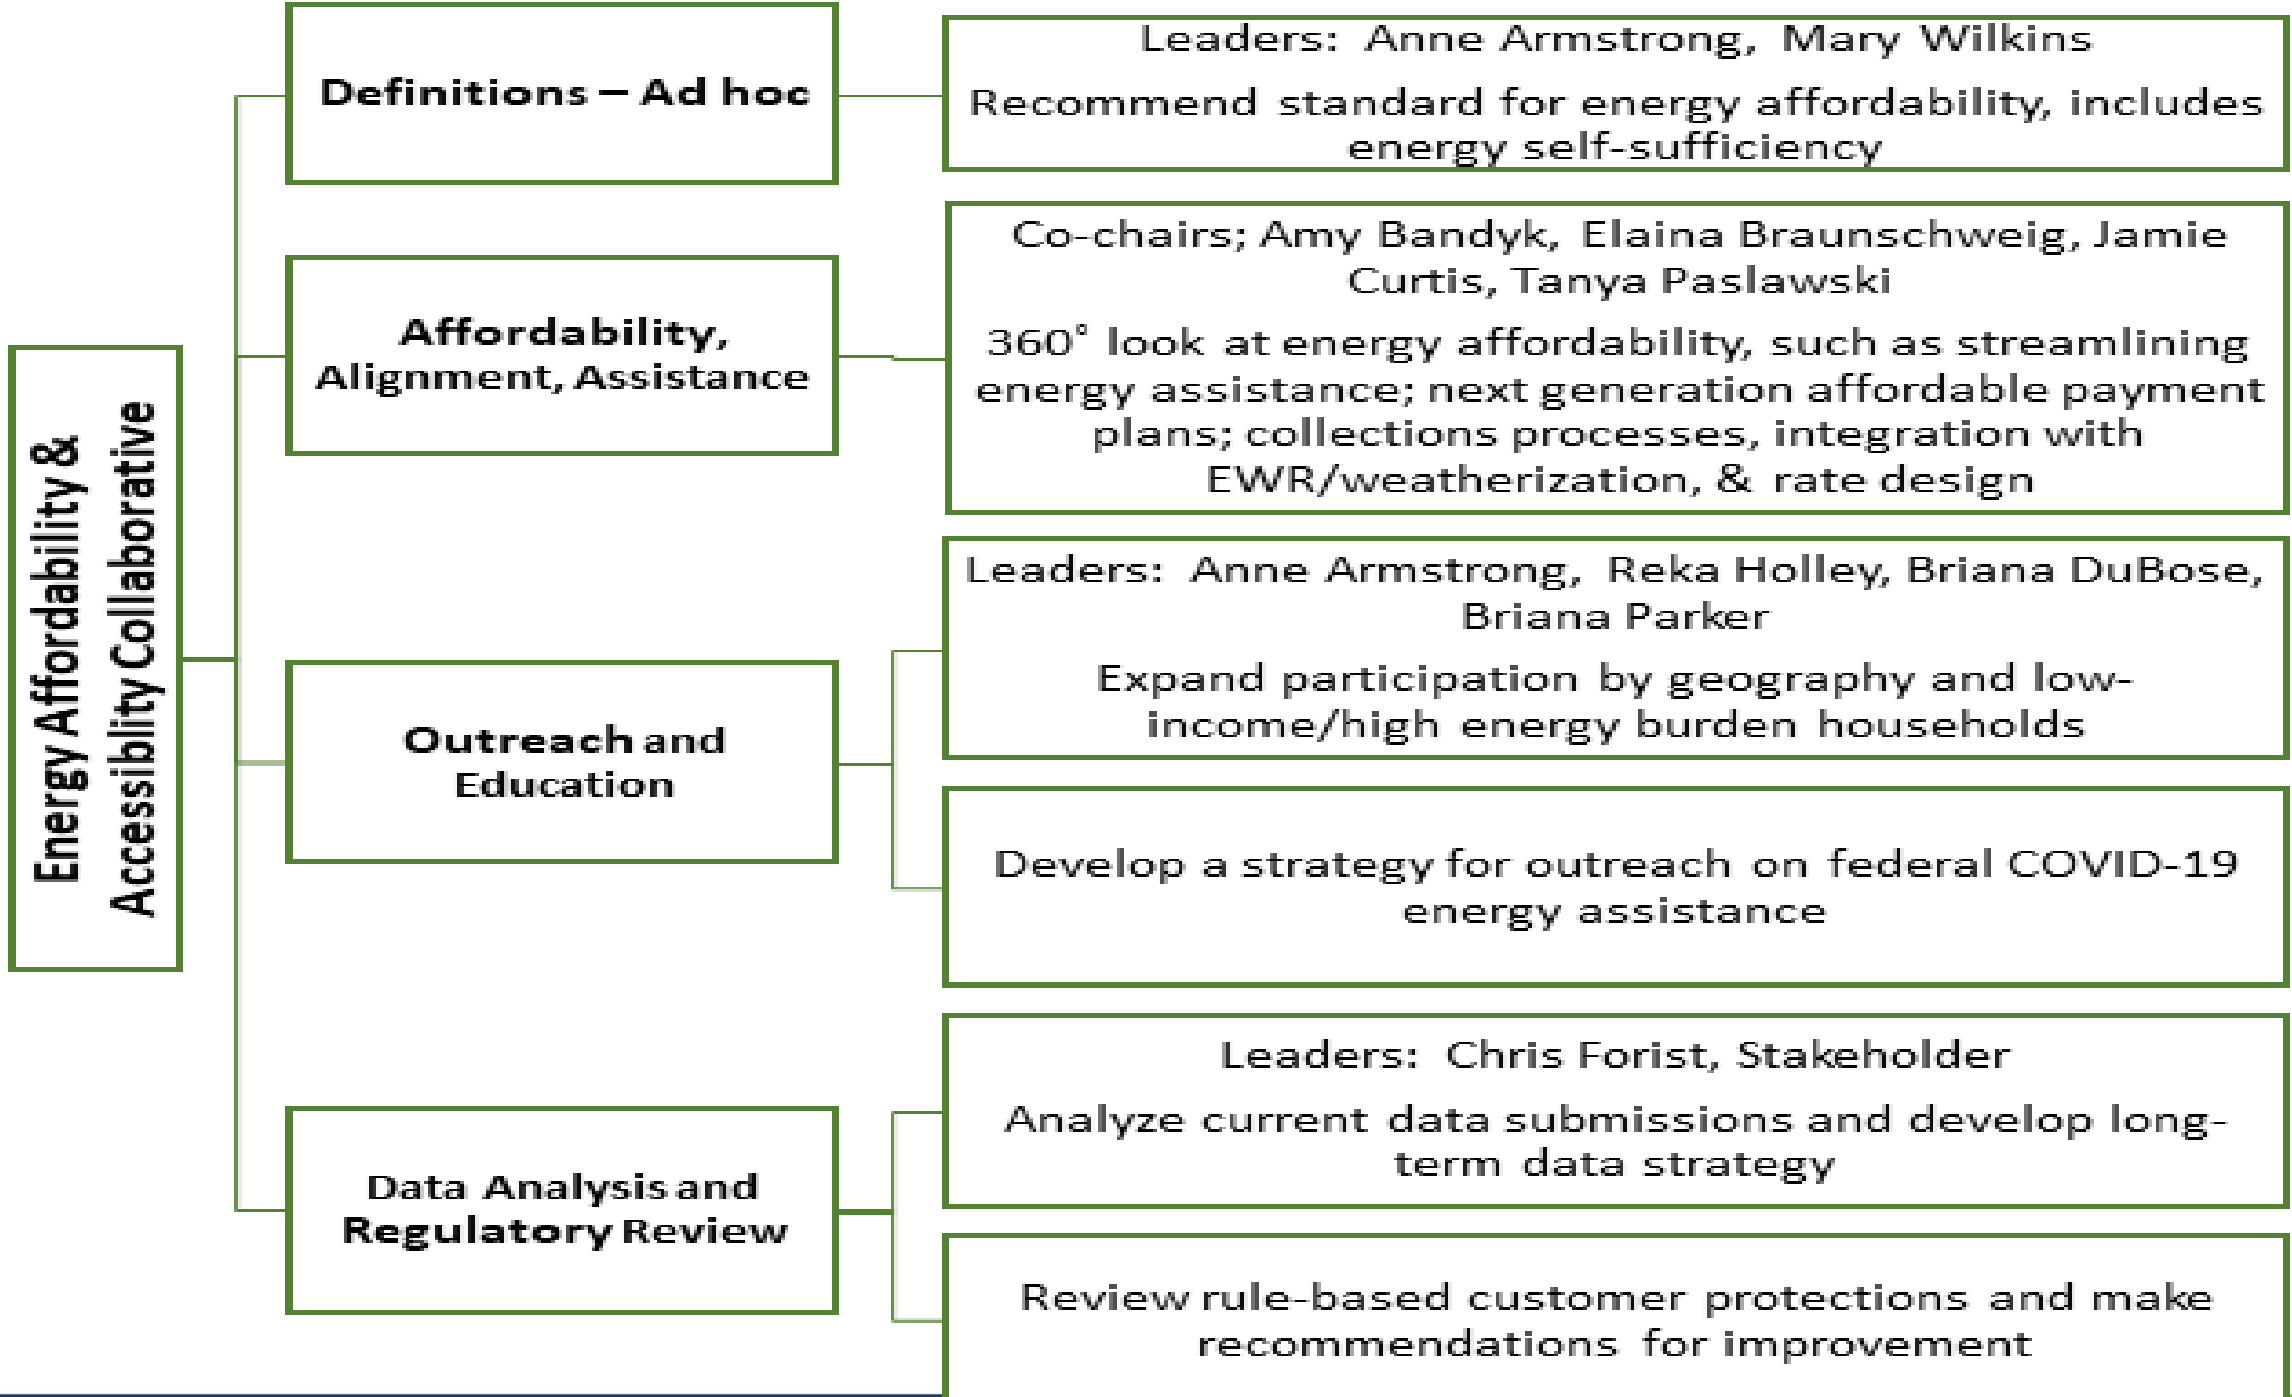 Energy Affordability &
Accessiblity Collaborative
Definitions – Ad hoc
Leaders: Anne Armstrong, Mary Wilkins
Recommend standard for energy affordability, includes
energy self-sufficiency
Affordability,
Alignment, Assistance
Co-chairs; Amy Bandyk, Elaina Braunschweig, Jamie
Curtis, Tanya Paslawski
360° look at energy affordability, such as streamlining
energy assistance; next generation affordable payment
plans; collections processes, integration with
EWR/weatherization, & rate design
Outreach and
Education
Leaders: Anne Armstrong, Reka Holley, Briana DuBose,
Briana Parker
Expand participation by geography and low-
income/high energy burden households
Develop a strategy for outreach on federal COVID-19
energy assistance
Data Analysis and
Regulatory Review
Leaders: Chris Forist, Stakeholder
Analyze current data submissions and develop long-
term data strategy
Review rule-based customer protections and make
recommendations for improvement